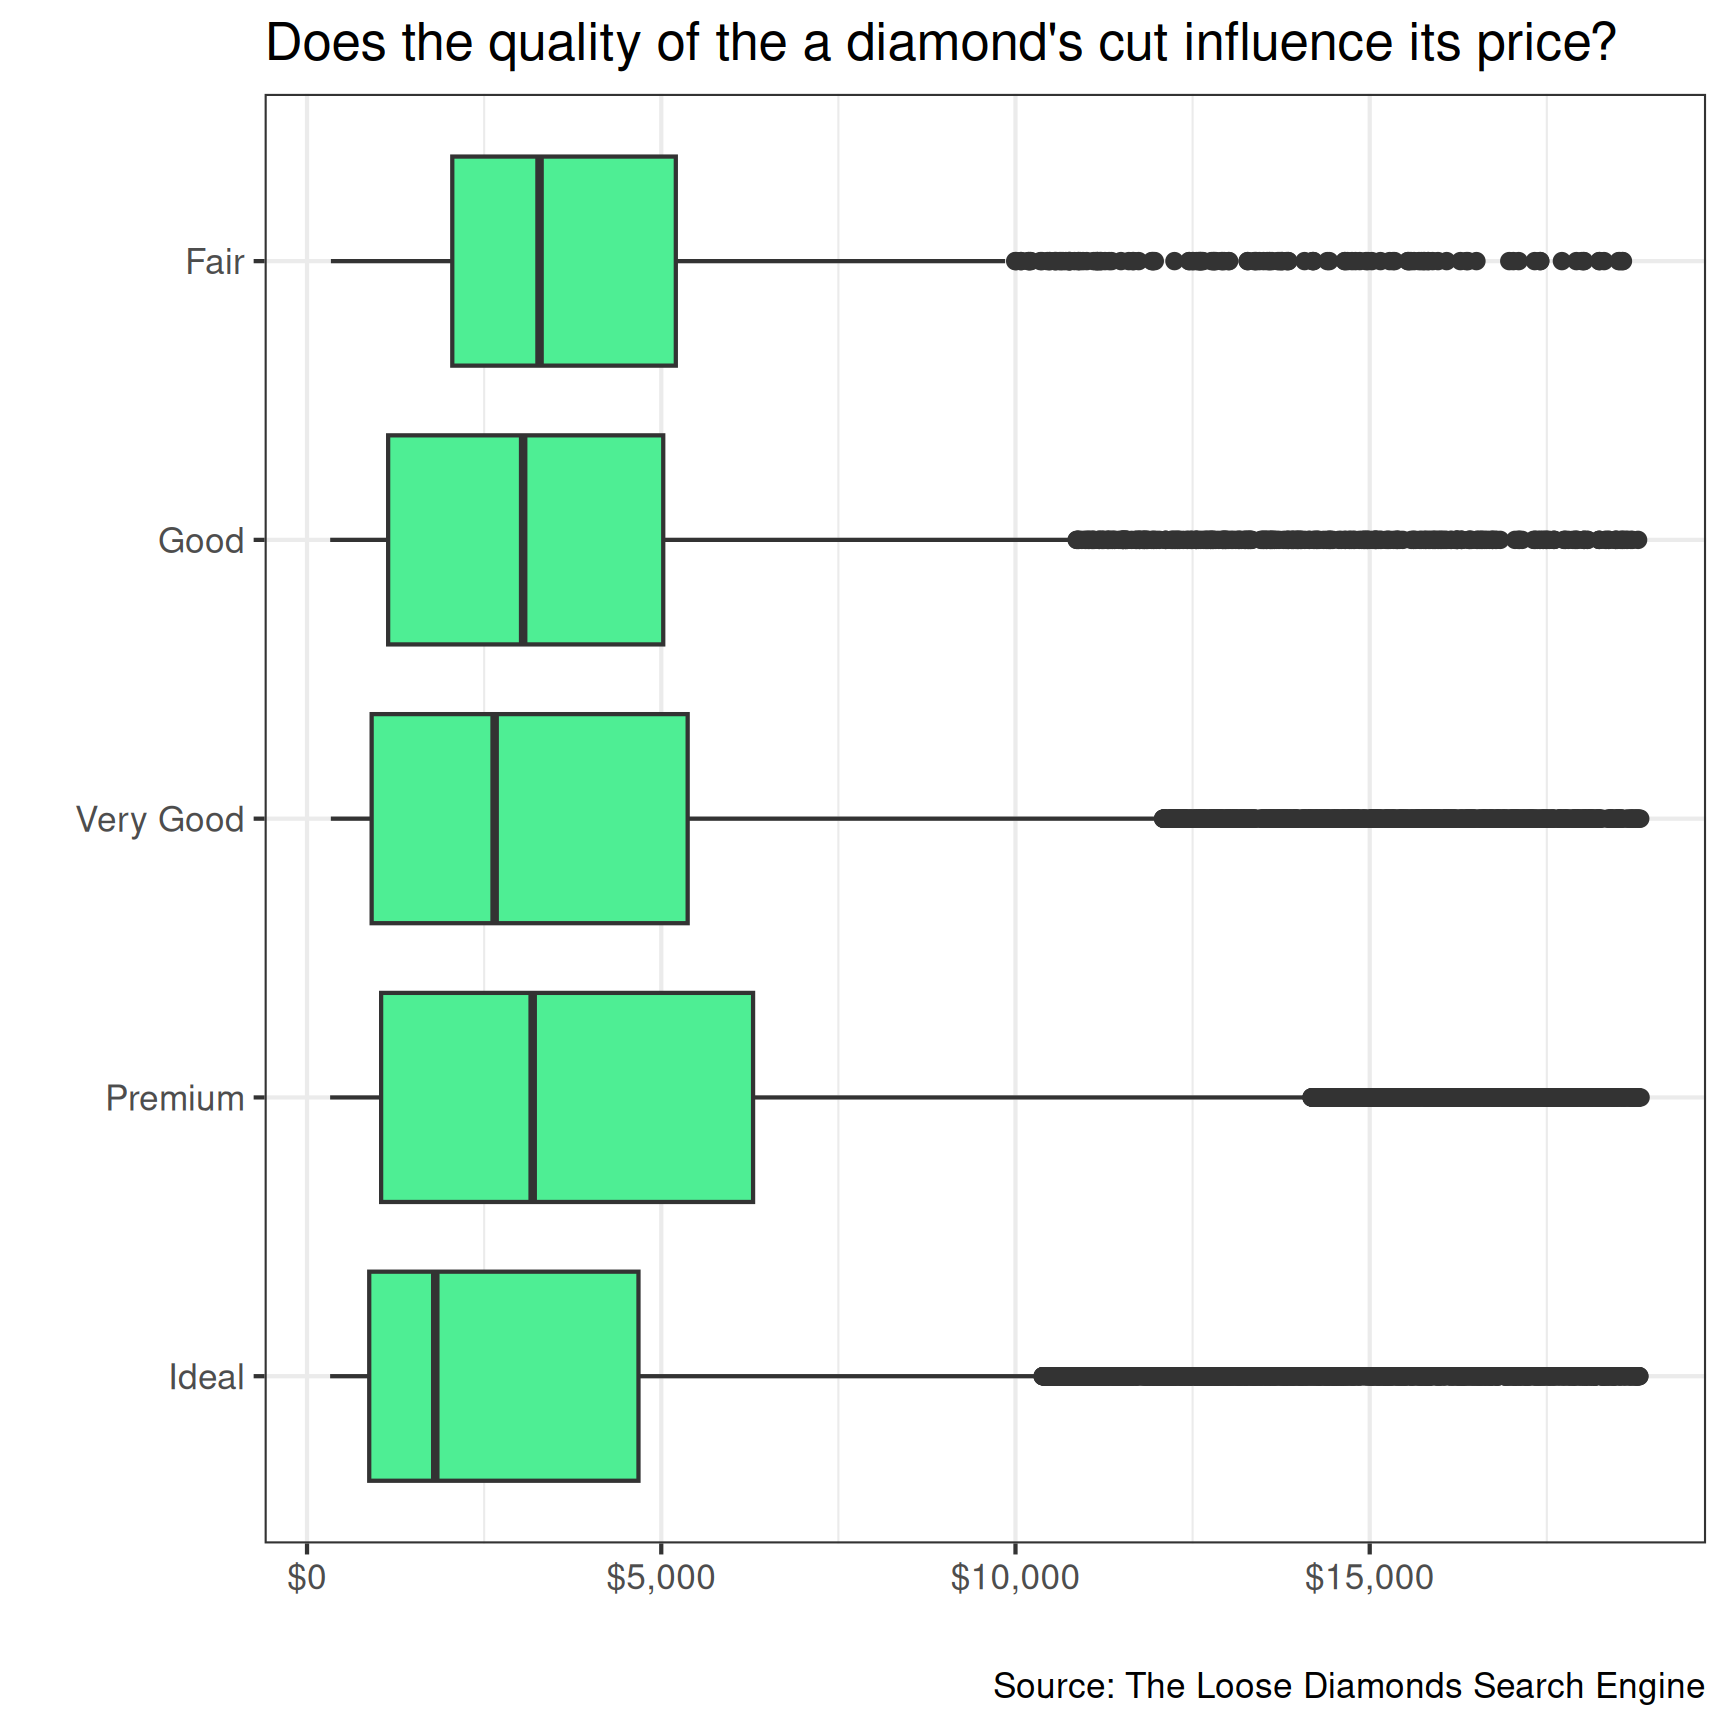 Does the quality of the a diamond's cut influence its price?
Fair
Good
Very Good
Premium
Ideal
$0 $5,000 $10,000 $15,000
Source: The Loose Diamonds Search Engine